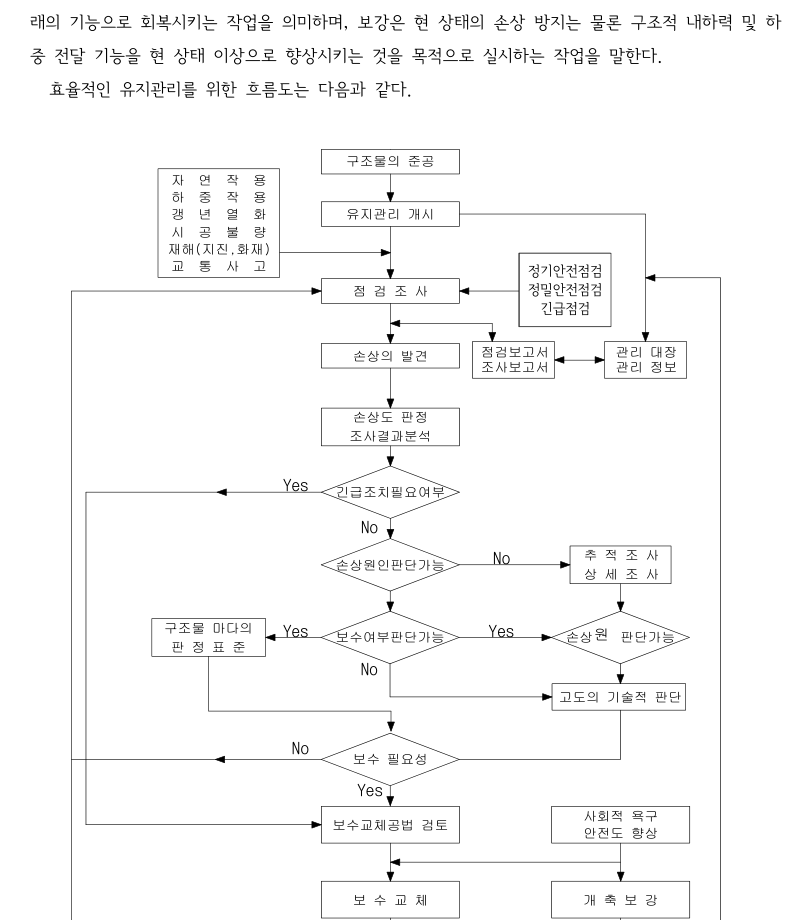 래의 기능으로 회복시키는 작업을 의미하며, 보강은 현 상태의 손상 방지는 물론 구조적 내하력 및 하
중 전달 기능을 현 상태 이상으로 향상시키는 것을 목적으로 실시하는 작업을 말한다.
효율적인 유지관리를 위한 흐름도는 다음과 같다.
구조물의 준공
자 연 작 용
하 중 작 용
갱 년 열 화
시 공 불 량
재해(지진,화재)
교 통 사 고
유지관리 개시
정기안전점검
정밀안전점검
긴급점검
점 검 조 사
손상의 발견
점검보고서
조사보고서
관리 대장
관리 정보
손상도 판정
조사결과분석
Yes
긴급조치필요여부
No
손상원인판단가능
No
추 적 조 사
상 세 조 사
구조물 마다의
판 정 표 준
Yes
보수여부판단가능
Yes
손상원 판단가능
No
고도의 기술적 판단
No
보수 필요성
Yes
보수교체공법 검토
사회적 욕구
안전도 향상
보 수 교 체
개 축 보 강